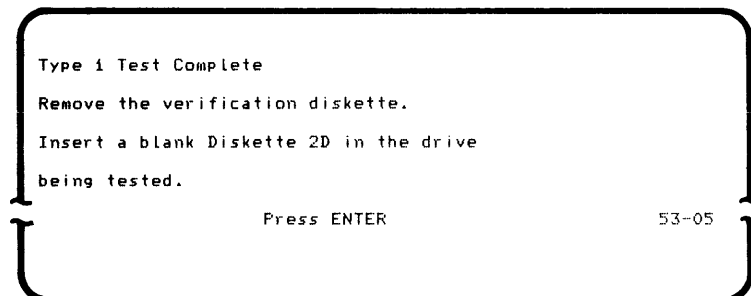 Type 1 Test Complete
Remove the verification diskette.
Insert a blank Diskette 2D in the drive
being tested.
Press ENTER 53-05